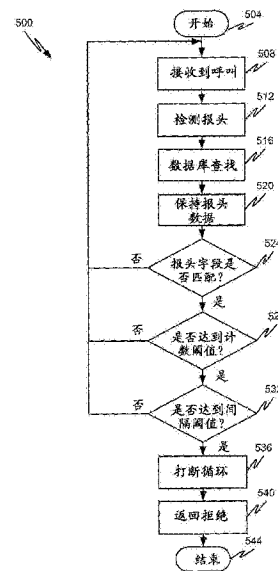 500
开始
504
接收到呼叫
508
检测报头
512
数据库查找
516
保持报头
数据
520
报头字段是
否匹配?
否
是
是否达到计
数阈值?
否
是
是否达到间
隔阈值?
否
是
打断循环
536
返回拒绝
540
结束
544